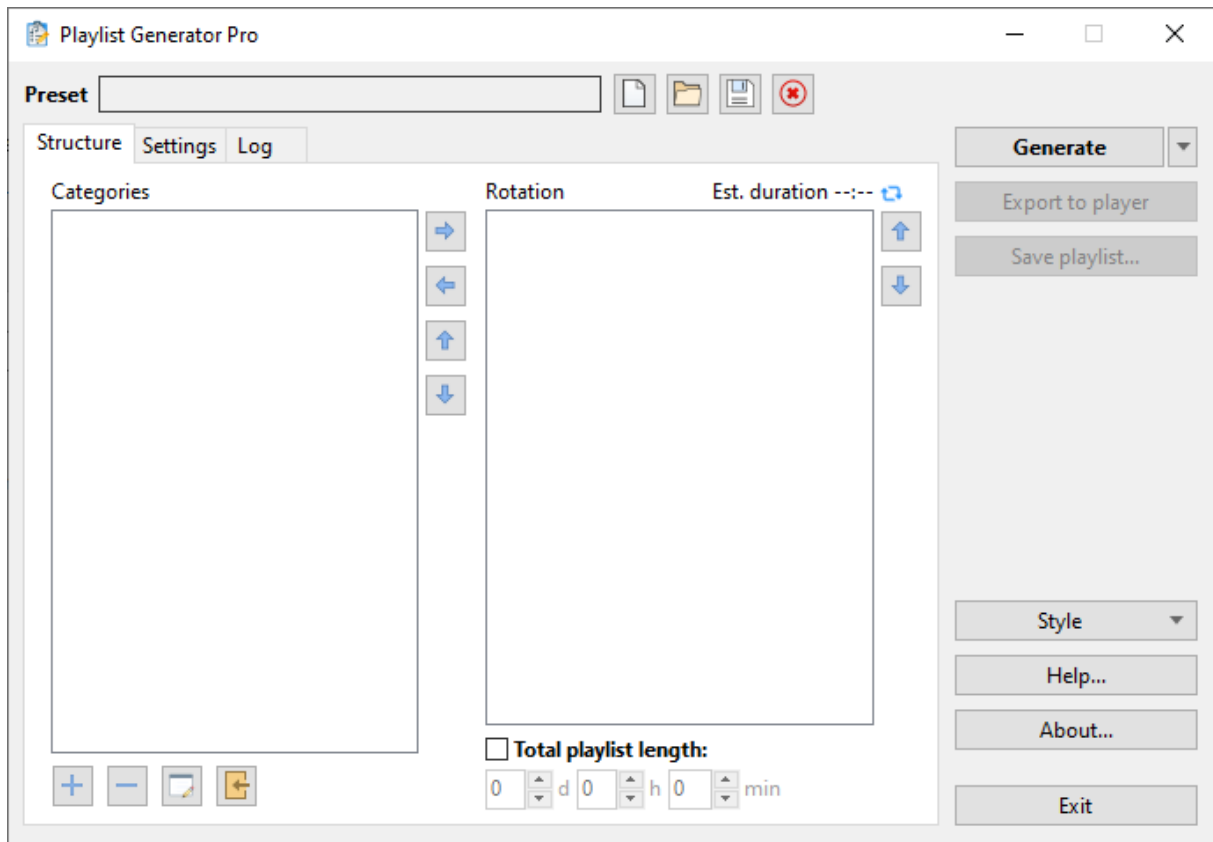 Playlist Generator Pro
Preset
Structure Settings Log
Generate
Categories
Rotation Est. duration --:--
Export to player
Save playlist...
Style
Help...
About...
Total playlist length:
0 d 0 h 0 min
Exit